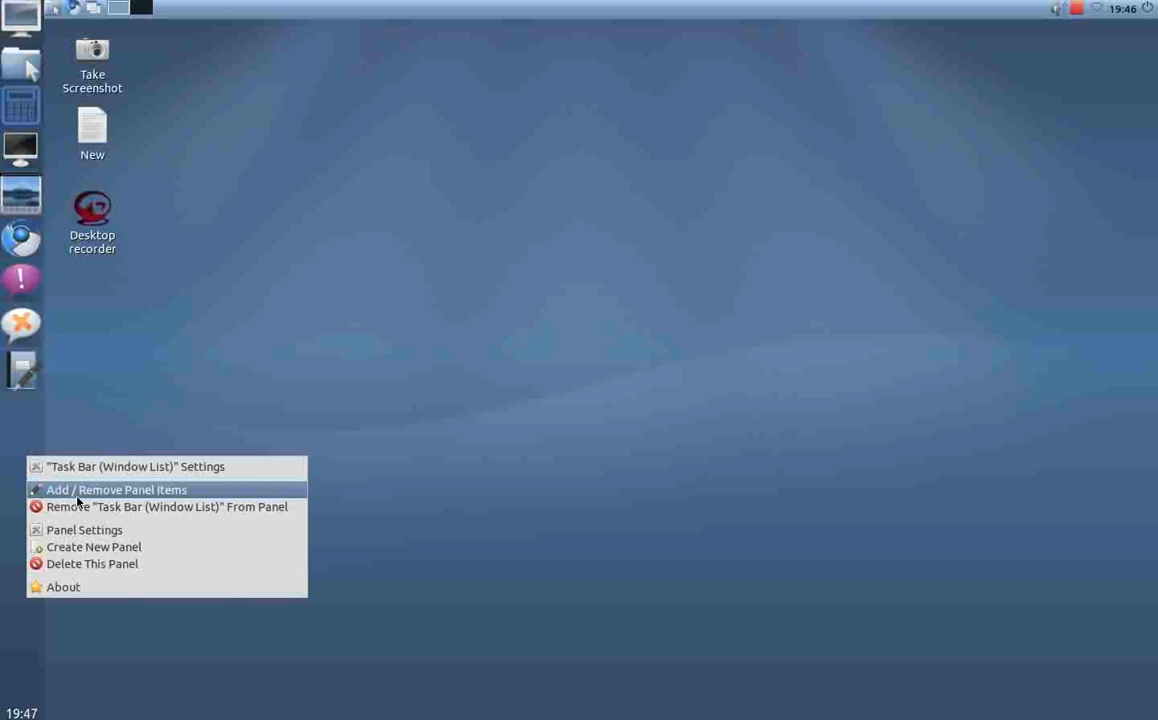 19:46
Take
Screenshot
New
Desktop
recorder
"Task Bar (Window List)" Settings
Add / Remove Panel Items
Remove "Task Bar (Window List)" From Panel
Panel Settings
Create New Panel
Delete This Panel
About
19:47